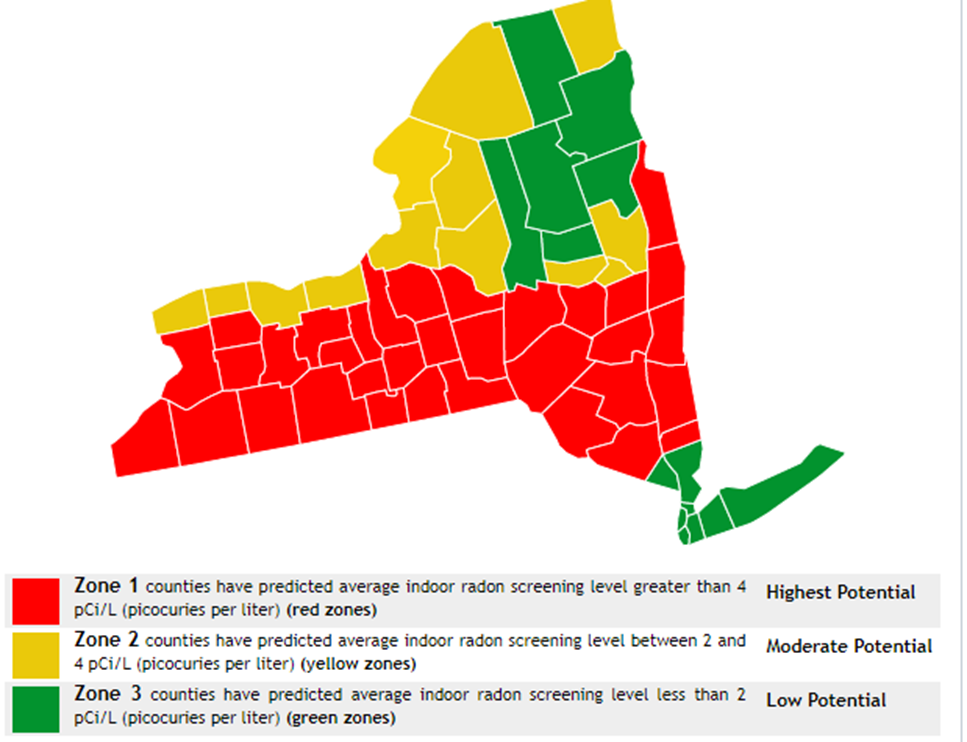 Zone 1 counties have predicted average indoor radon screening level greater than 4
pCi/L (picocuries per liter) (red zones)
Highest Potential
Zone 2 counties have predicted average indoor radon screening level between 2 and
4 pCi/L (picocuries per liter) (yellow zones)
Moderate Potential
Zone 3 counties have predicted average indoor radon screening level less than 2
pCi/L (picocuries per liter) (green zones)
Low Potential